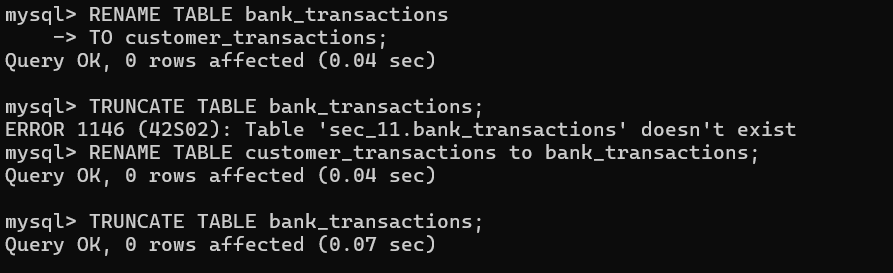 mysql> RENAME TABLE bank_transactions
    -> TO customer_transactions;
Query OK, 0 rows affected (0.04 sec)
mysql> TRUNCATE TABLE bank_transactions;
ERROR 1146 (42S02): Table 'sec_11.bank_transactions' doesn't exist
mysql> RENAME TABLE customer_transactions to bank_transactions;
Query OK, 0 rows affected (0.04 sec)
mysql> TRUNCATE TABLE bank_transactions;
Query OK, 0 rows affected (0.07 sec)